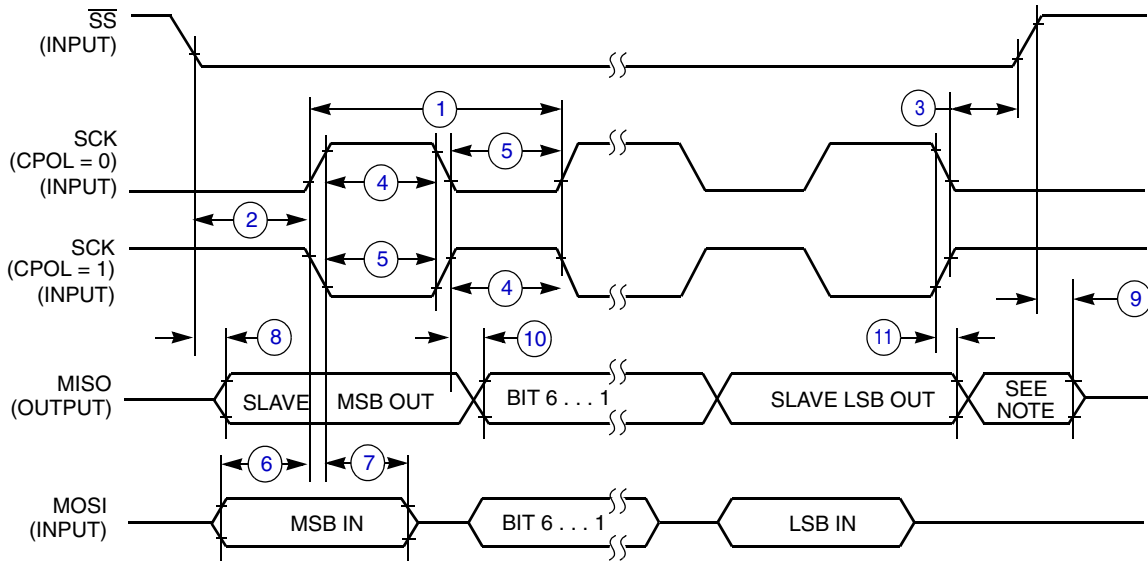 SS
(INPUT)
1
3
SCK
(CPOL = 0)
(INPUT)
5
4
2
SCK
(CPOL = 1)
(INPUT)
5
4
9
8
10
11
MISO
(OUTPUT)
SLAVE
MSB OUT
BIT 6 . . . 1
SLAVE LSB OUT
SEE
NOTE
6
7
MOSI
(INPUT)
MSB IN
BIT 6 . . . 1
LSB IN